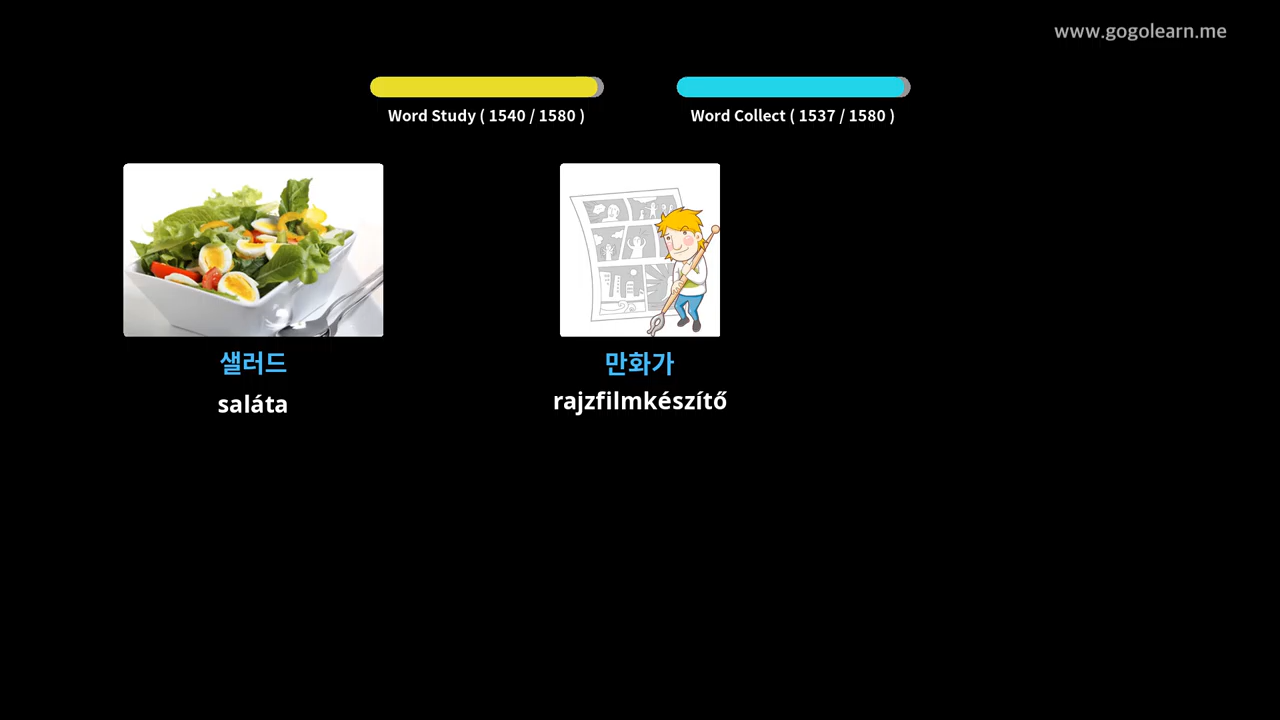 www.gogolearn.me
Word Study ( 1540 / 1580 )
Word Collect ( 1537 / 1580 )
샐러드
saláta
만화가
rajzfilmkészítő